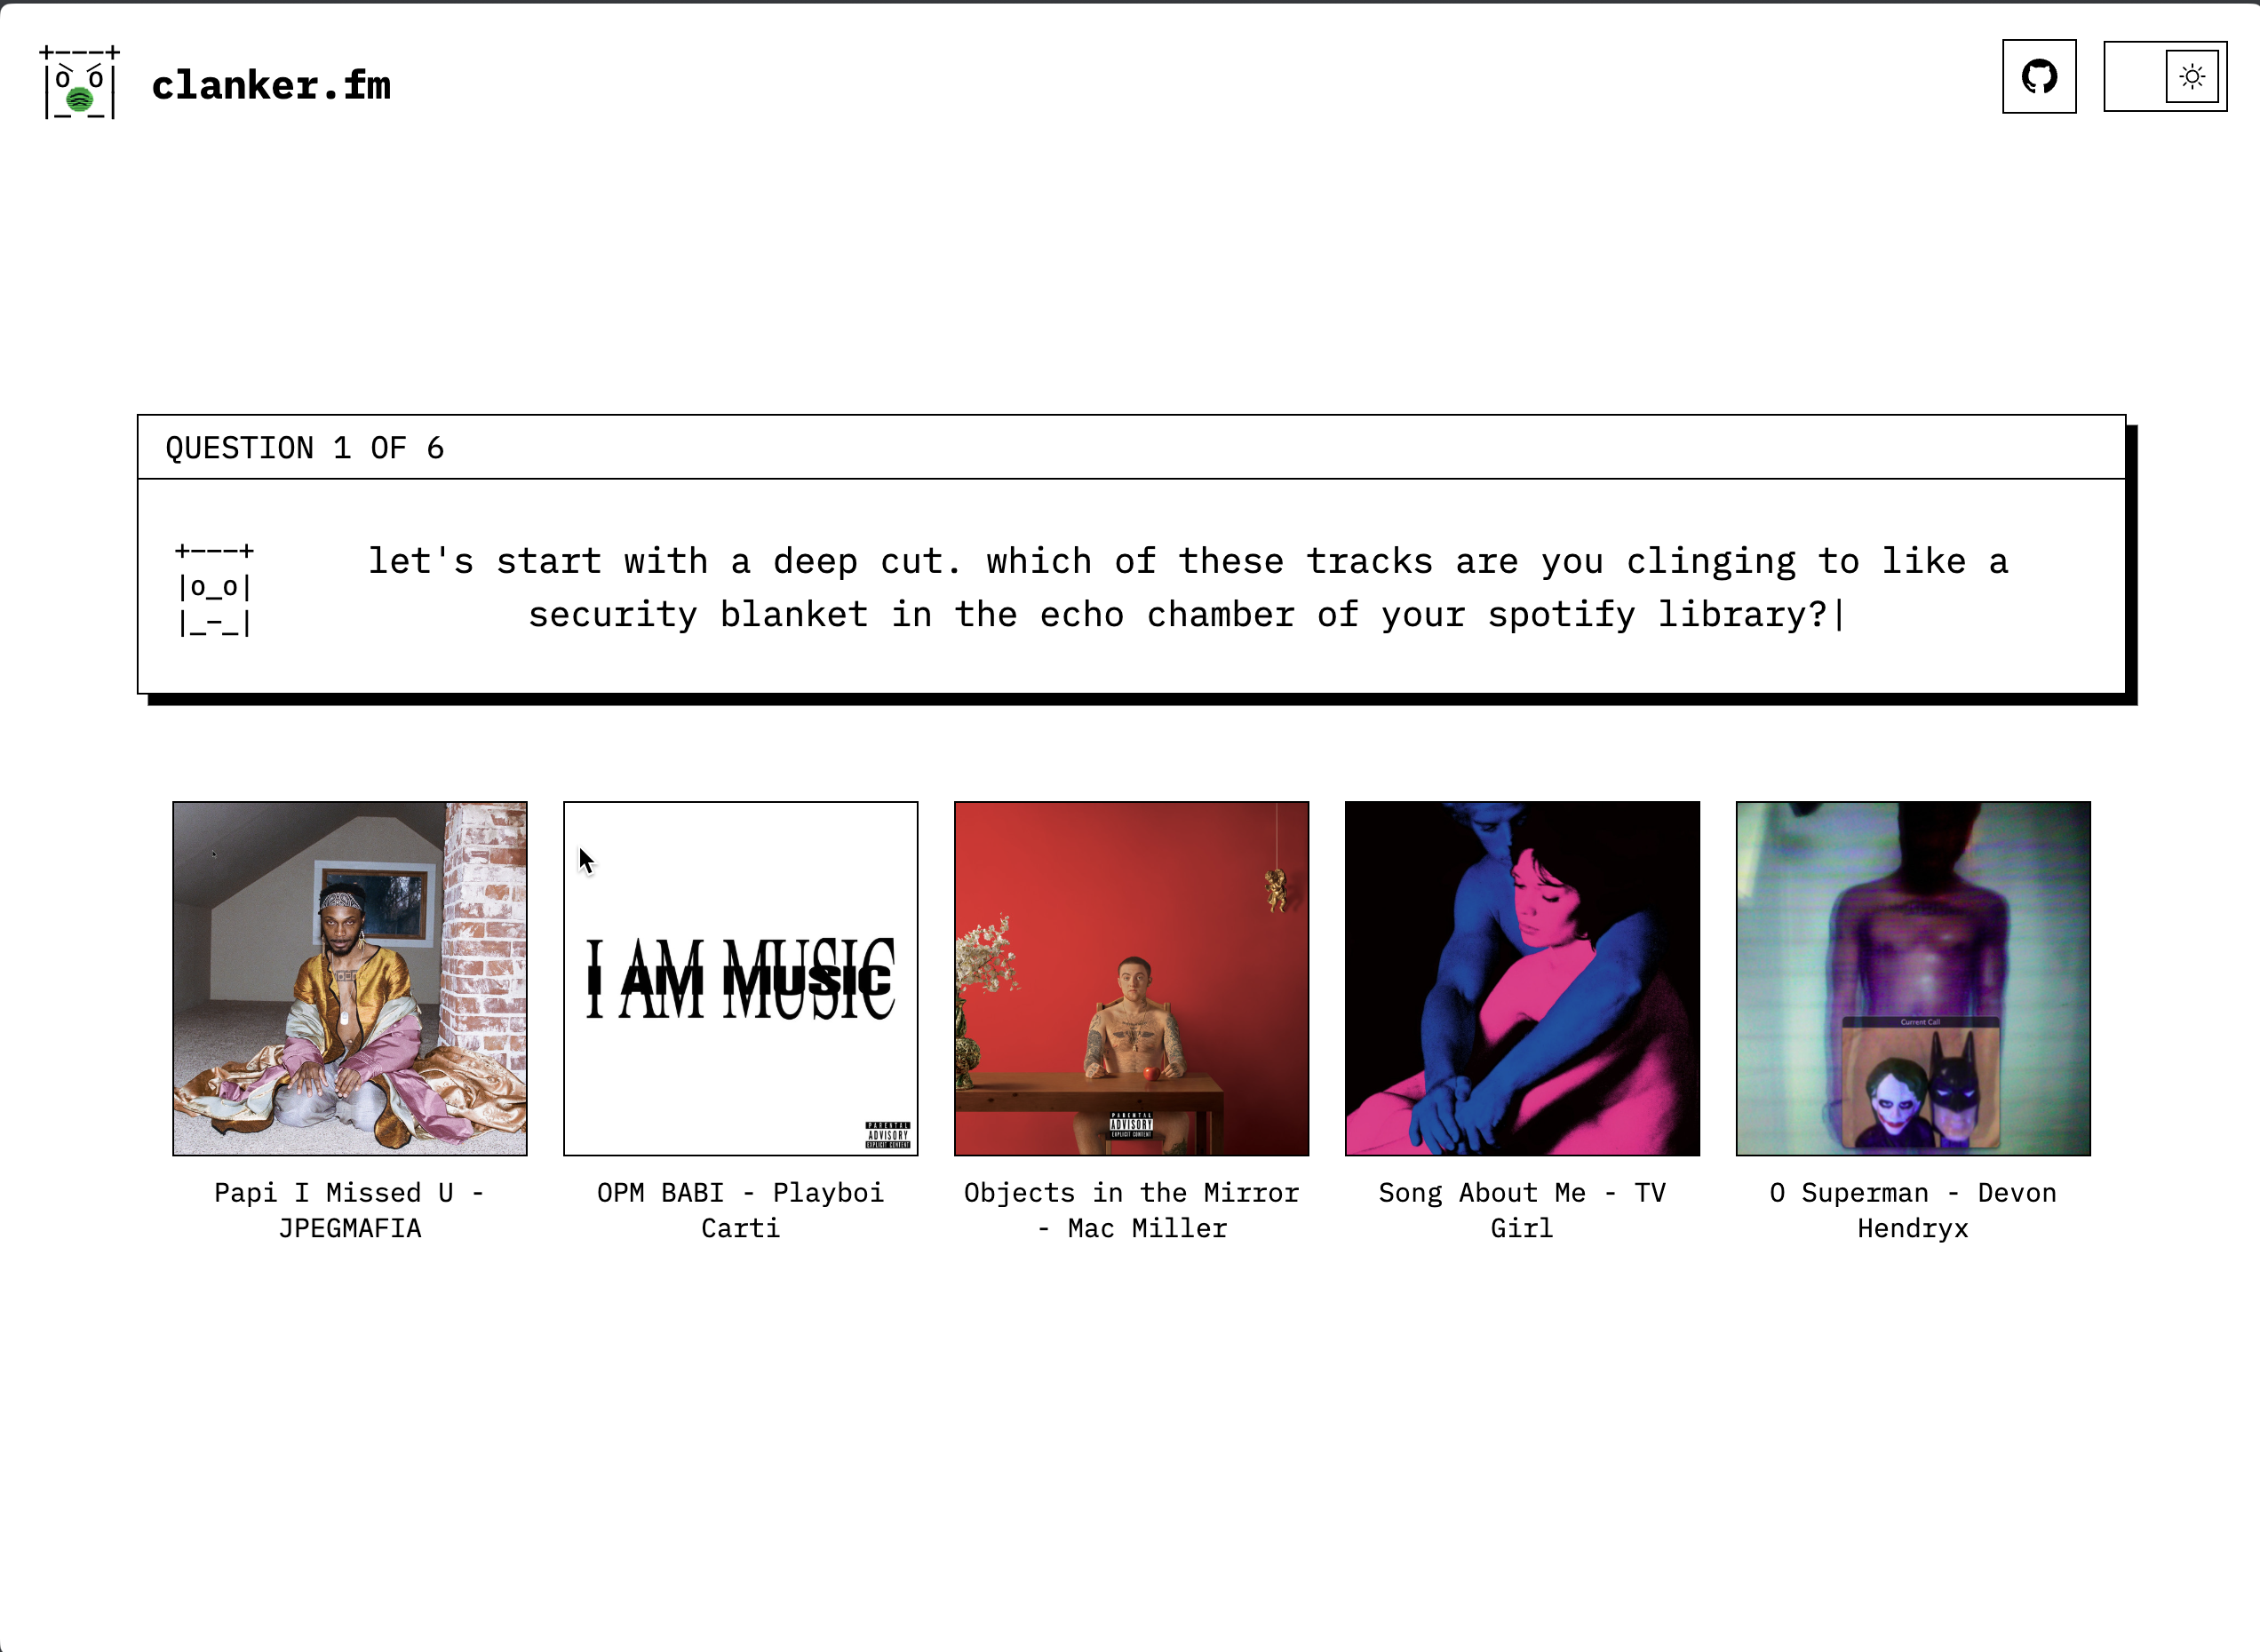 +---+
|o o|
|_ _|
clanker.fm
QUESTION 1 OF 6
+---+
|o_o|
|_-_|
let's start with a deep cut. which of these tracks are you clinging to like a
security blanket in the echo chamber of your spotify library?|
I AM MUSIC
I AM MUSIC
PARENTAL
ADVISORY
EXPLICIT CONTENT
PARENTAL
ADVISORY
EXPLICIT CONTENT
Current Call
Papi I Missed U -
JPEGMAFIA
OPM BABI - Playboi
Carti
Objects in the Mirror
- Mac Miller
Song About Me - TV
Girl
O Superman - Devon
Hendryx